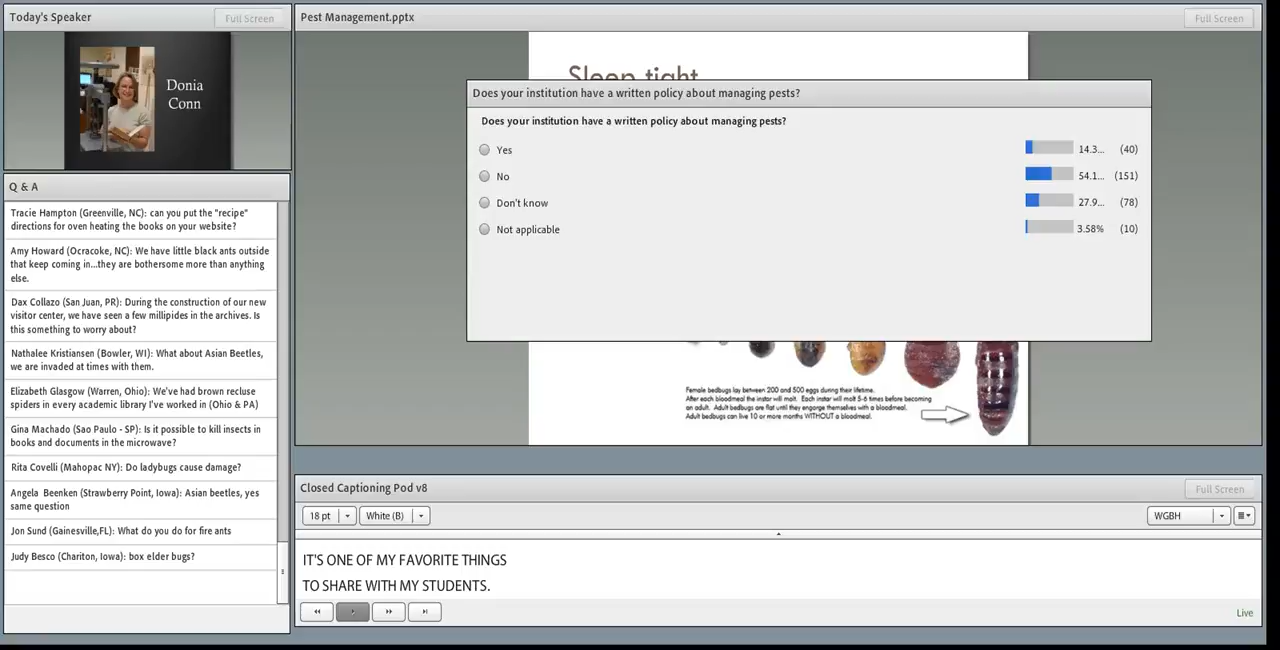 Today's Speaker
Full Screen
Donia
Conn
Q & A
Tracie Hampton (Greenville, NC): can you put the "recipe"
directions for oven heating the books on your website?
Amy Howard (Ocracoke, NC): We have little black ants outside
that keep coming in...they are bothersome more than anything
else.
Dax Collazo (San Juan, PR): During the construction of our new
visitor center, we have seen a few millipides in the archives. Is
this something to worry about?
Nathalee Kristiansen (Bowler, WI): What about Asian Beetles,
we are invaded at times with them.
Elizabeth Glasgow (Warren, Ohio): We've had brown recluse
spiders in every academic library I've worked in (Ohio & PA)
Gina Machado (Sao Paulo - SP): Is it possible to kill insects in
books and documents in the microwave?
Rita Covelli (Mahopac NY): Do ladybugs cause damage?
Angela Beenken (Strawberry Point, Iowa): Asian beetles, yes
same question
Jon Sund (Gainesville,FL): What do you do for fire ants
Judy Besco (Chariton, Iowa): box elder bugs?
Pest Management.pptx
Full Screen
Sleep tight
Does your institution have a written policy about managing pests?
Does your institution have a written policy about managing pests?
Yes 14.3... (40)
No 54.1... (151)
Don't know 27.9... (78)
Not applicable 3.58% (10)
Female bedbugs lay between 200 and 500 eggs during their lifetime.
After each bloodmeal the instar will molt. Each instar will molt 5-6 times before becoming
an adult. Adult bedbugs are flat until they engorge themselves with a bloodmeal.
Adult bedbugs can live 10 or more months WITHOUT a bloodmeal.
Closed Captioning Pod v8
Full Screen
18 pt White (B) WGBH
IT'S ONE OF MY FAVORITE THINGS
TO SHARE WITH MY STUDENTS.
Live